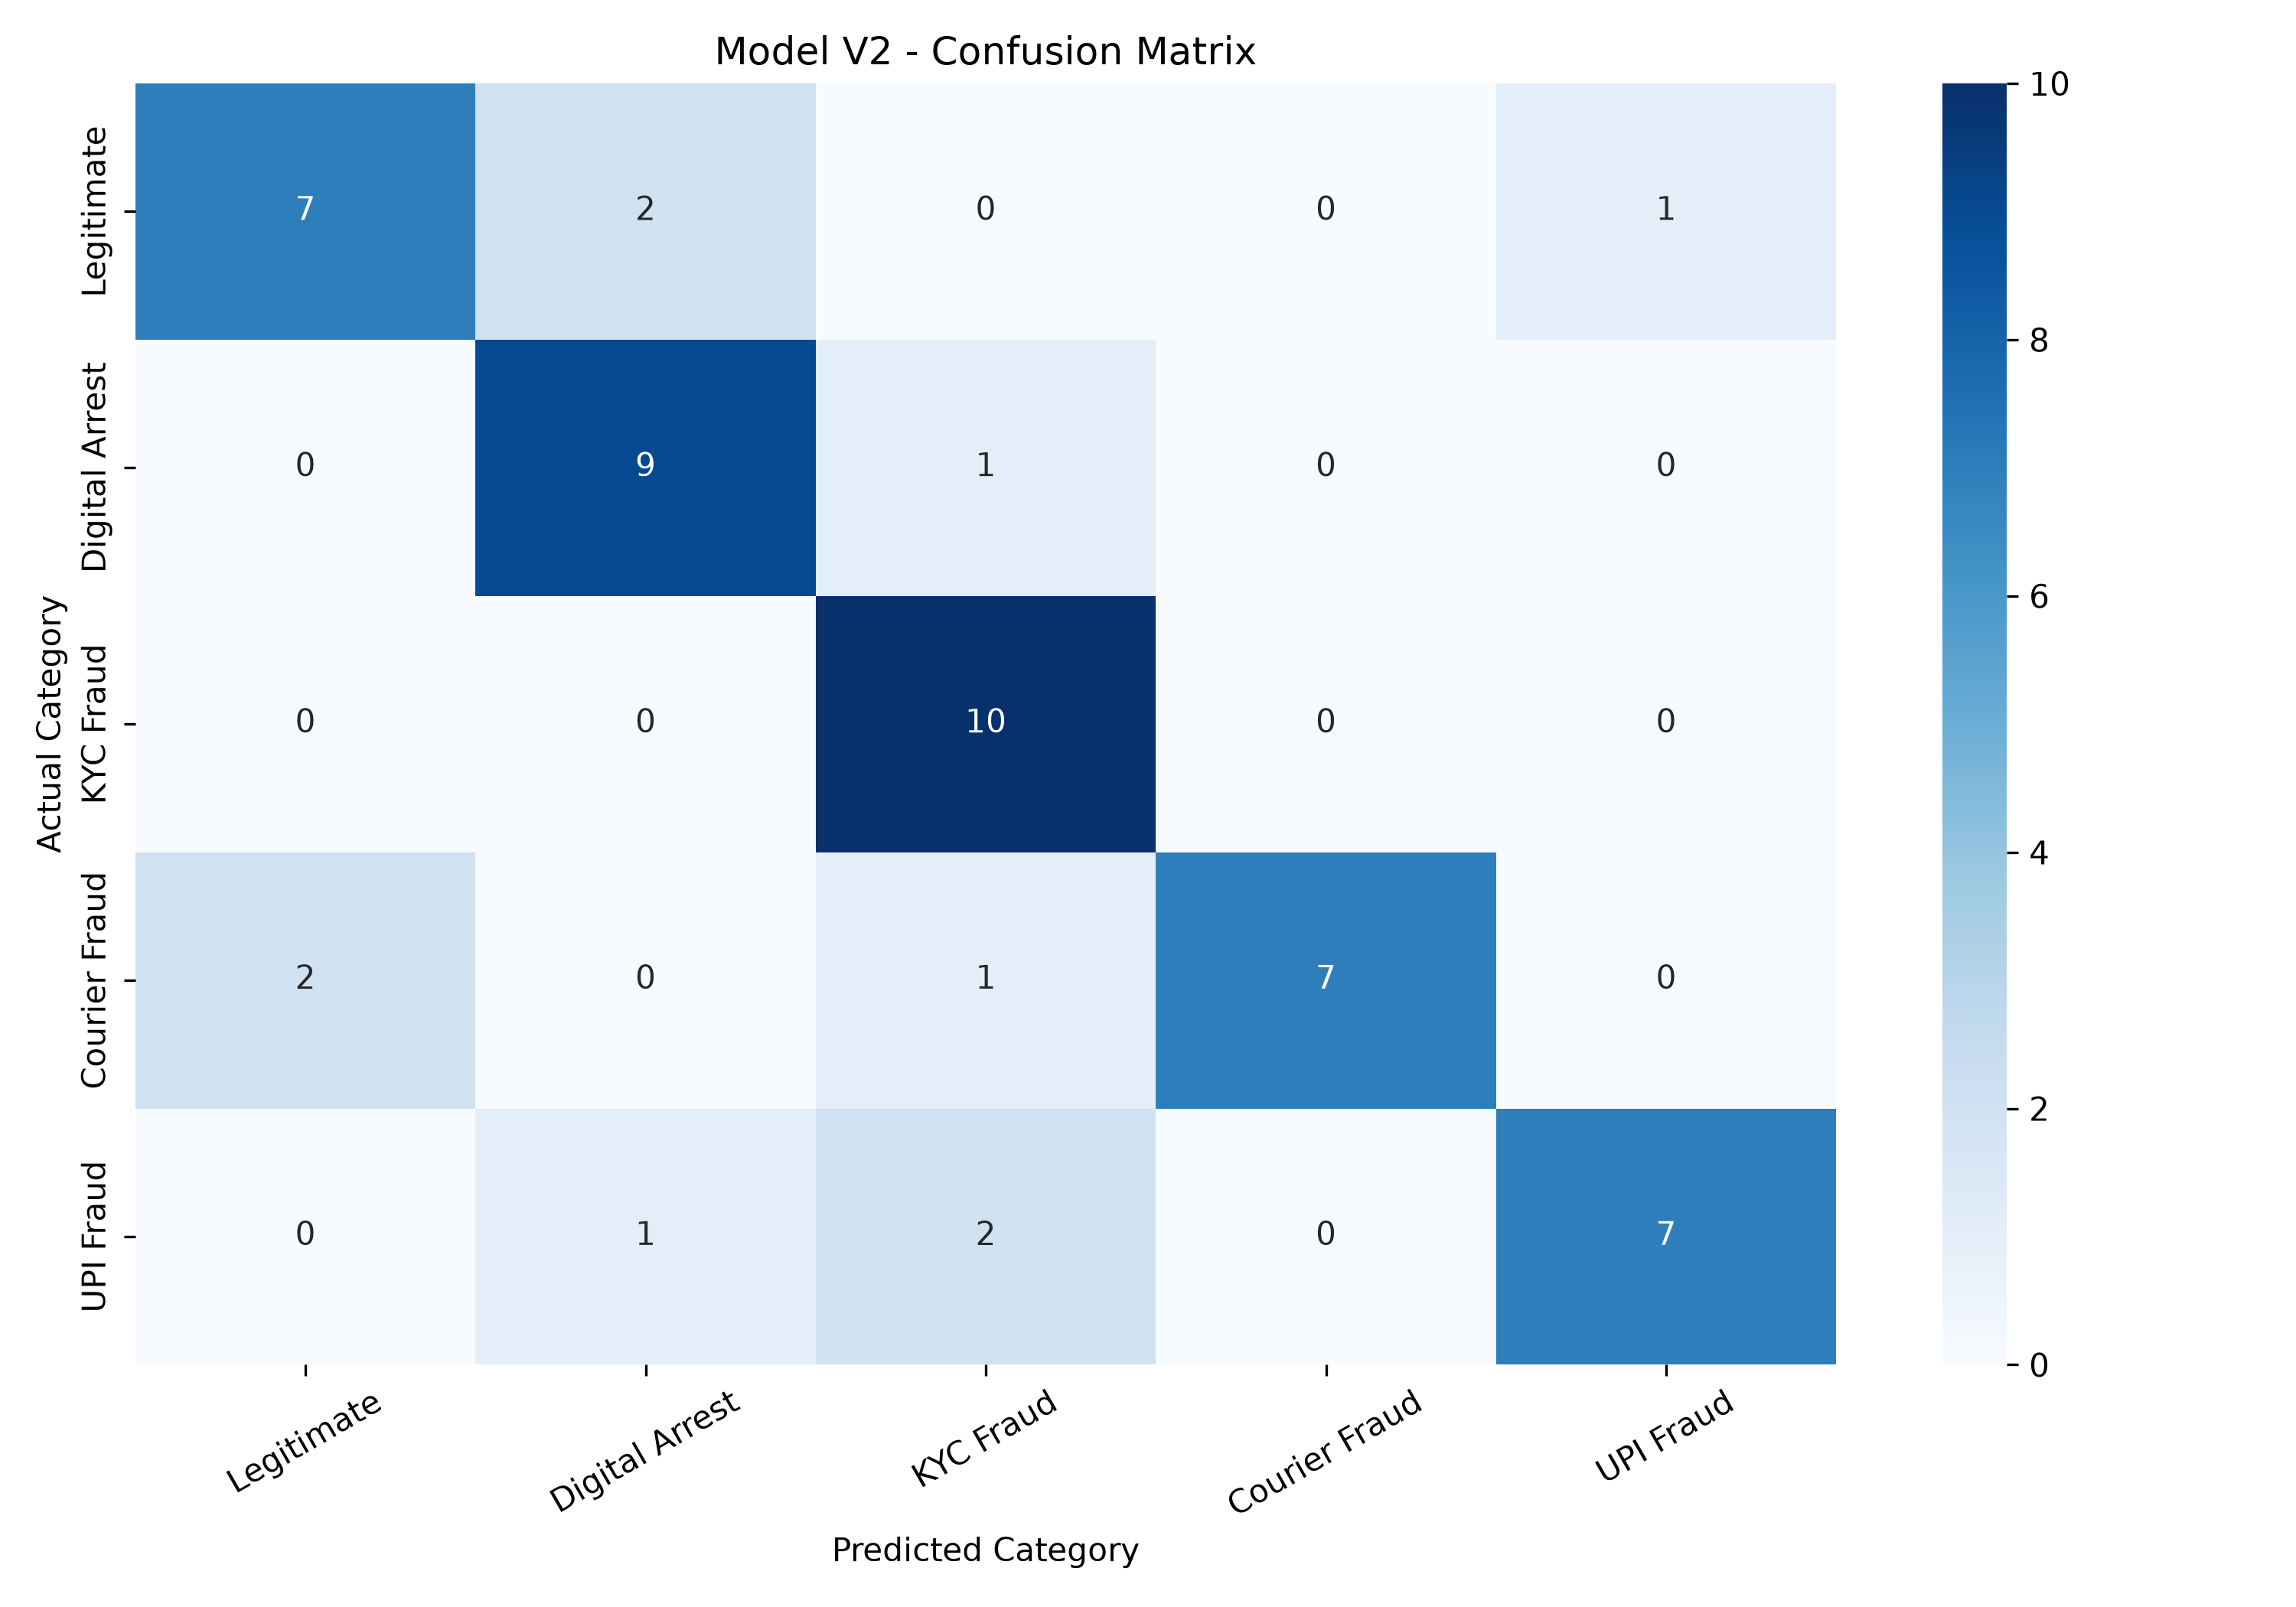 Model V2 - Confusion Matrix
Actual Category
Legitimate
7 2 0 0 1
Digital Arrest
0 9 1 0 0
KYC Fraud
0 0 10 0 0
Courier Fraud
2 0 1 7 0
UPI Fraud
0 1 2 0 7
Legitimate Digital Arrest KYC Fraud Courier Fraud UPI Fraud
Predicted Category
10
8
6
4
2
0